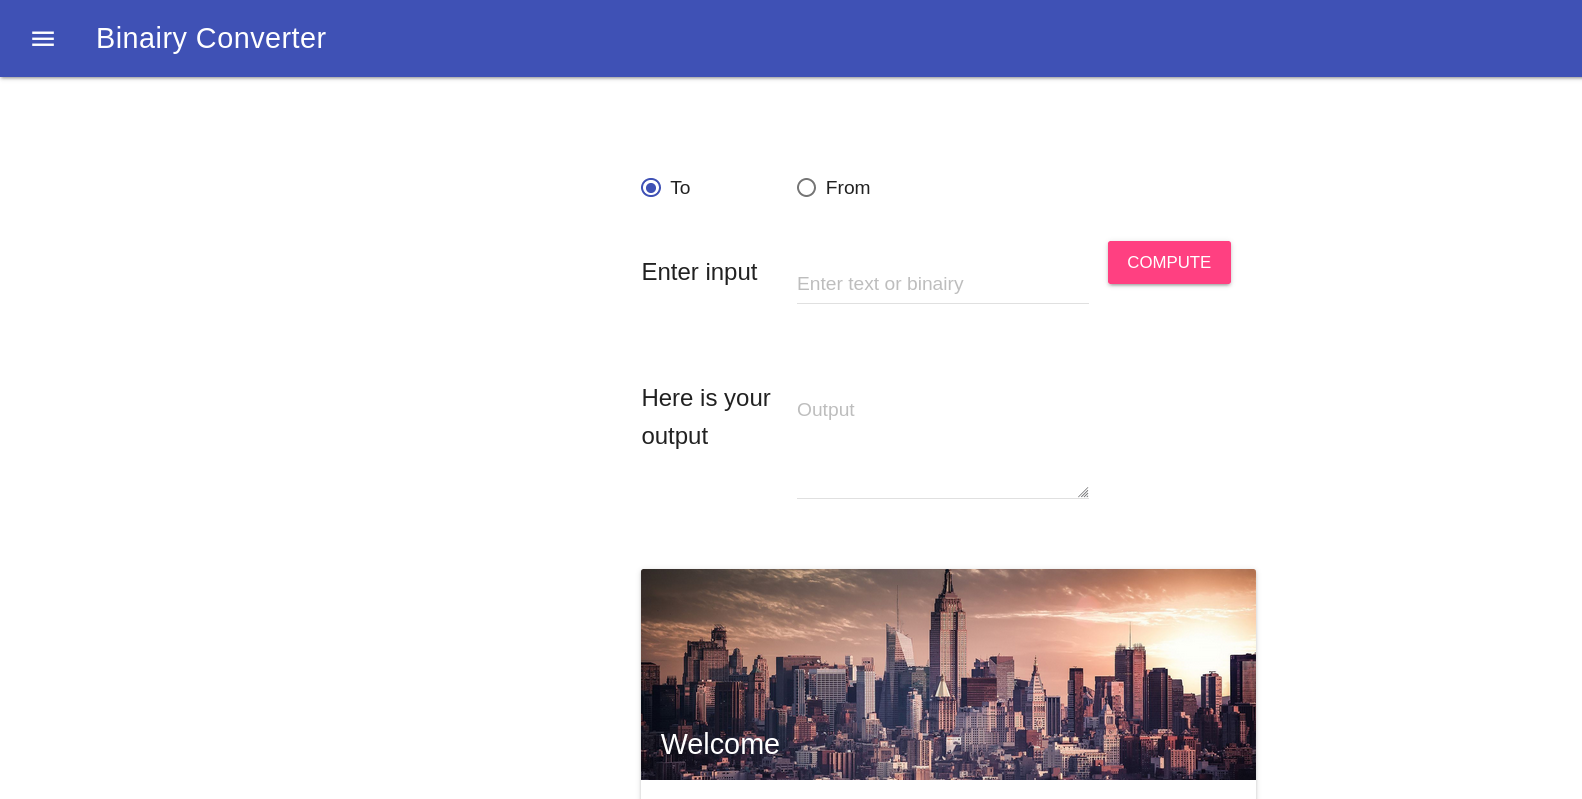 Binairy Converter
To
From
Enter input
Enter text or binairy
COMPUTE
Here is your
output
Output
Welcome